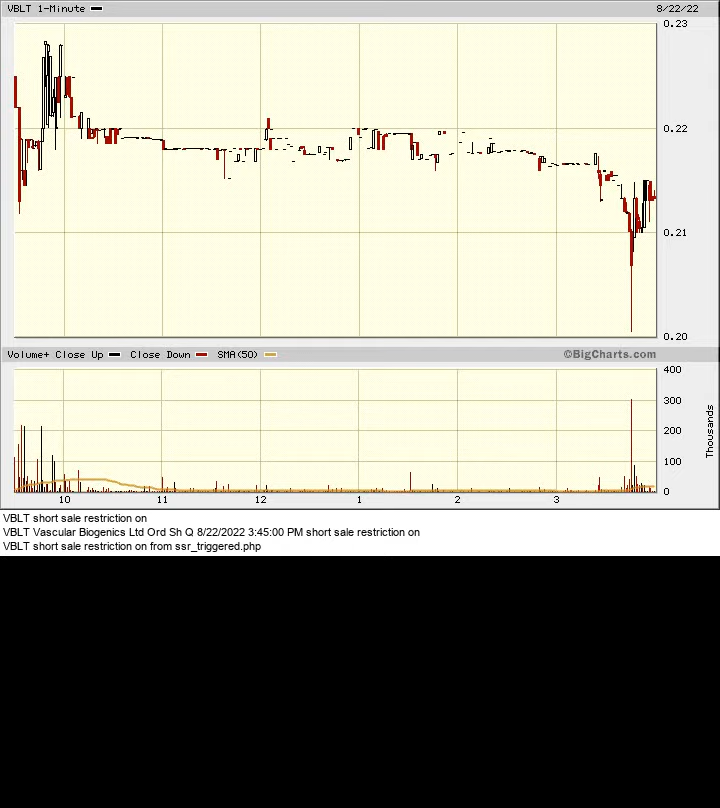 VBLT 1-Minute 8/22/22
0.23
0.22
0.21
0.20
Volume+ Close Up Close Down SMA(50) ©BigCharts.com
400
300
200
100
0
Thousands
10 11 12 1 2 3
VBLT short sale restriction on
VBLT Vascular Biogenics Ltd Ord Sh Q 8/22/2022 3:45:00 PM short sale restriction on
VBLT short sale restriction on from ssr_triggered.php